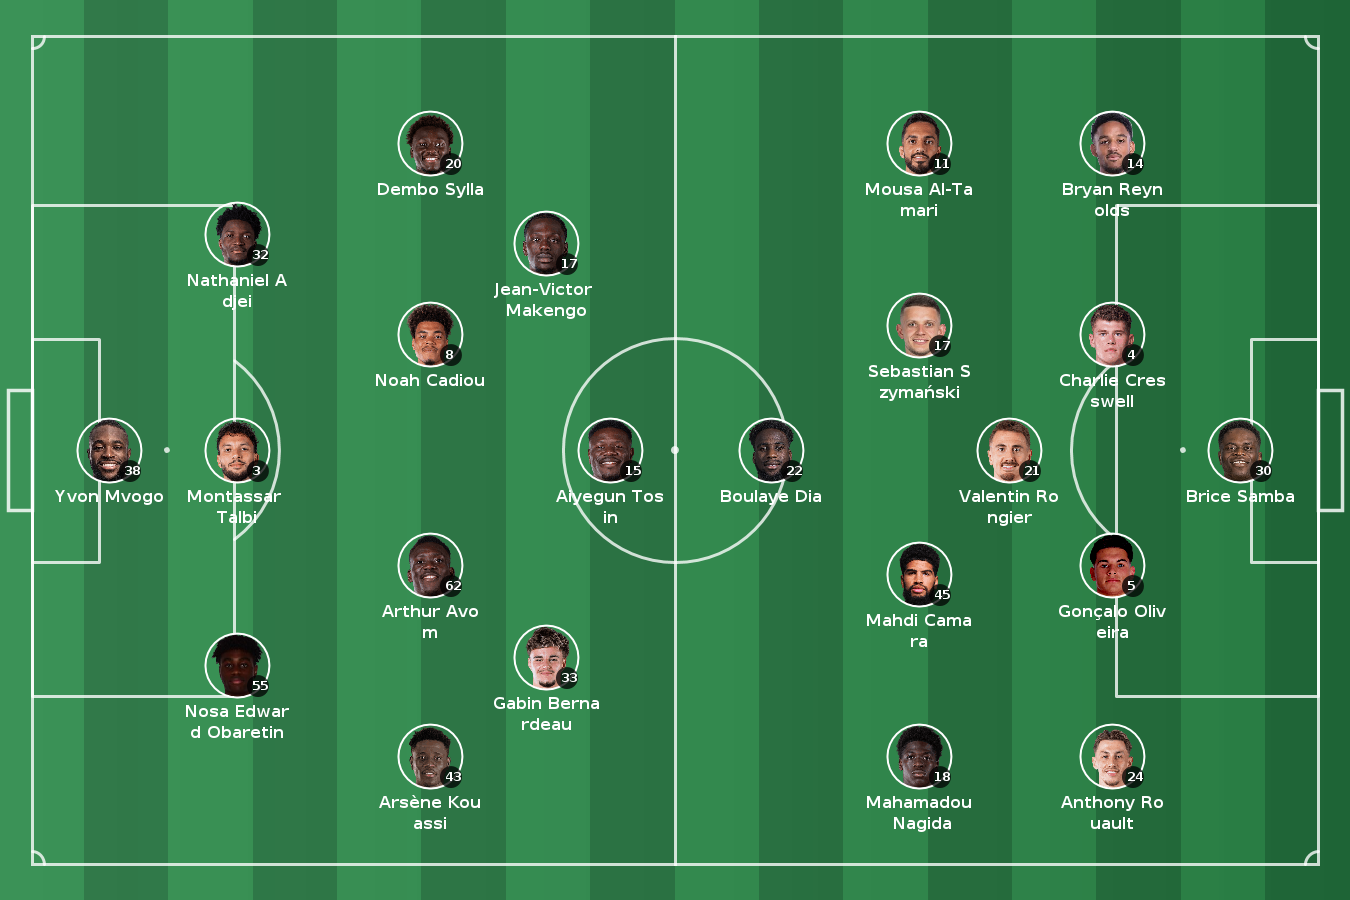 20
Dembo Sylla
11
Mousa Al-Ta
mari
14
Bryan Reyn
olds
32
Nathaniel A
djei
17
Jean-Victor
Makengo
8
Noah Cadiou
17
Sebastian S
zymański
4
Charlie Cres
swell
38
Yvon Mvogo
3
Montassar
Talbi
15
Aiyegun Tos
in
22
Boulaye Dia
21
Valentin Ro
ngier
30
Brice Samba
62
Arthur Avo
m
45
Mahdi Cama
ra
5
Gonçalo Oliv
eira
55
Nosa Edwar
d Obaretin
33
Gabin Berna
rdeau
43
Arsène Kou
assi
18
Mahamadou
Nagida
24
Anthony Ro
uault